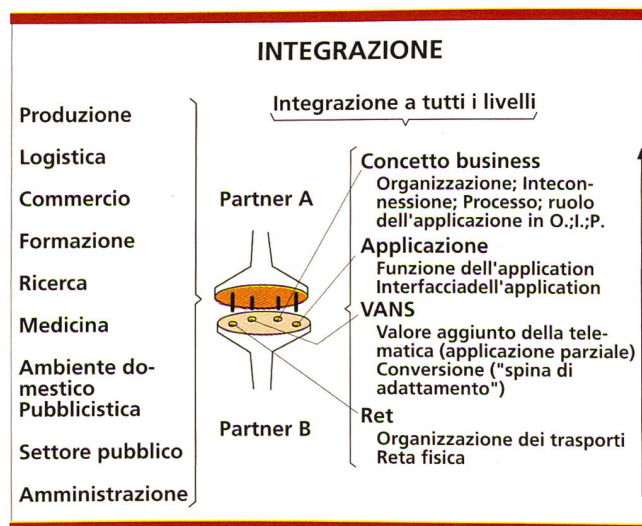 INTEGRAZIONE
Integrazione a tutti i livelli
Produzione
Logistica
Commercio
Formazione
Ricerca
Medicina
Ambiente do-
mestico
Pubblicistica
Settore pubblico
Amministrazione
Partner A
Partner B
Concetto business
Organizzazione; Intecon-
nessione; Processo; ruolo
dell'applicazione in O.;I.;P.
Applicazione
Funzione dell'application
Interfacciadell'application
VANS
Valore aggiunto della tele-
matica (applicazione parziale)
Conversione ("spina di
adattamento")
Ret
Organizzazione dei trasporti
Reta fisica